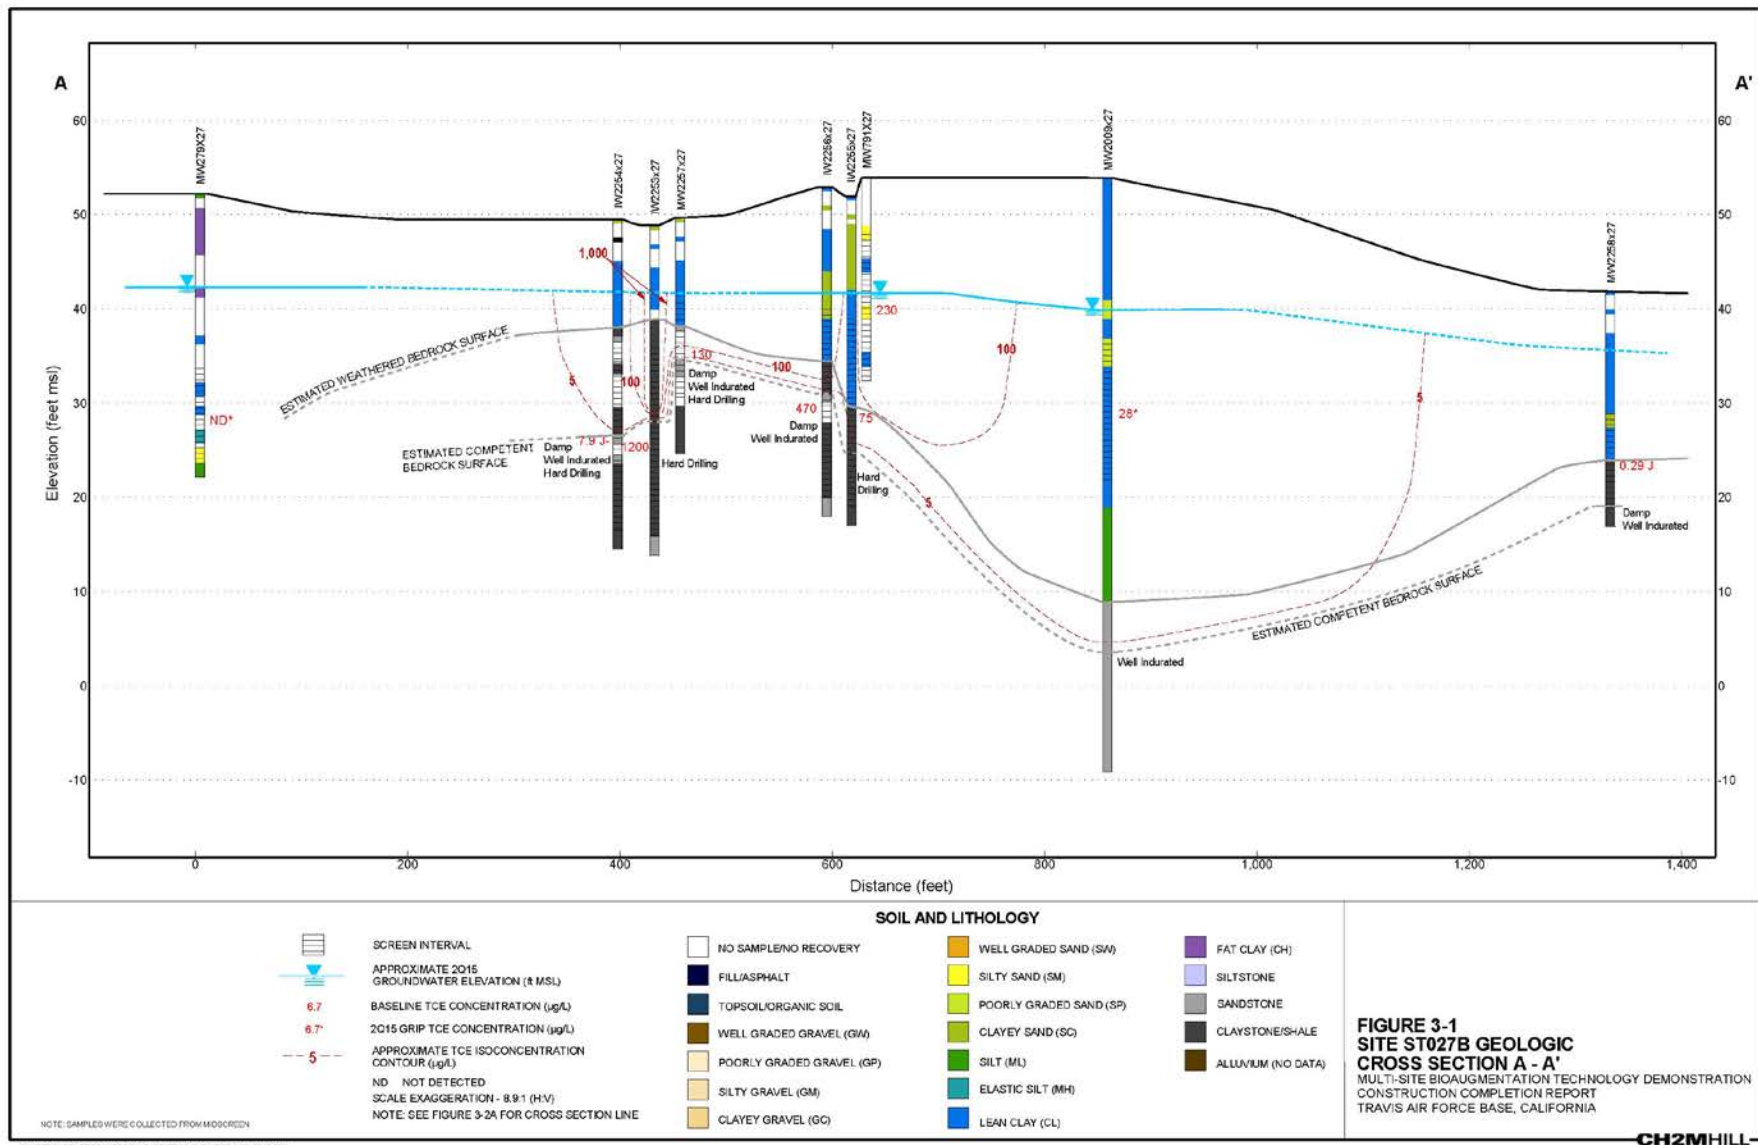 A
A'
MW279X27
IW2254x27
IW2253x27
MW2257x27
IW2256x27
IW2255x27
MW791X27
MW2009x27
MW2258x27
60
50
40
30
20
10
0
-10
60
50
40
30
20
10
0
-10
Elevation (feet msl)
1,000
230
100
ESTIMATED WEATHERED BEDROCK SURFACE
5
100
130
100
5
Damp
Well Indurated
Hard Drilling
ND*
470
75
28*
Damp
Well Indurated
ESTIMATED COMPETENT
BEDROCK SURFACE
7.9 J-
1200
Damp
Well Indurated
Hard Drilling
Hard Drilling
Hard
Drilling
5
0.29 J
Damp
Well Indurated
ESTIMATED COMPETENT BEDROCK SURFACE
Well Indurated
0
200
400
600
800
1,000
1,200
1,400
Distance (feet)
SOIL AND LITHOLOGY
SCREEN INTERVAL
APPROXIMATE 2Q15
GROUNDWATER ELEVATION (ft MSL)
6.7
BASELINE TCE CONCENTRATION (µg/L)
6.7*
2Q15 GRIP TCE CONCENTRATION (µg/L)
5
APPROXIMATE TCE ISOCONCENTRATION
CONTOUR (µg/L)
ND NOT DETECTED
SCALE EXAGGERATION - 8.9:1 (H:V)
NOTE: SEE FIGURE 3-2A FOR CROSS SECTION LINE
NOTE: SAMPLES WERE COLLECTED FROM MIDSCREEN
NO SAMPLE/NO RECOVERY
FILL/ASPHALT
TOPSOIL/ORGANIC SOIL
WELL GRADED GRAVEL (GW)
POORLY GRADED GRAVEL (GP)
SILTY GRAVEL (GM)
CLAYEY GRAVEL (GC)
WELL GRADED SAND (SW)
SILTY SAND (SM)
POORLY GRADED SAND (SP)
CLAYEY SAND (SC)
SILT (ML)
ELASTIC SILT (MH)
LEAN CLAY (CL)
FAT CLAY (CH)
SILTSTONE
SANDSTONE
CLAYSTONE/SHALE
ALLUVIUM (NO DATA)
FIGURE 3-1
SITE ST027B GEOLOGIC
CROSS SECTION A - A'
MULTI-SITE BIOAUGMENTATION TECHNOLOGY DEMONSTRATION
CONSTRUCTION COMPLETION REPORT
TRAVIS AIR FORCE BASE, CALIFORNIA
CH2MHILL